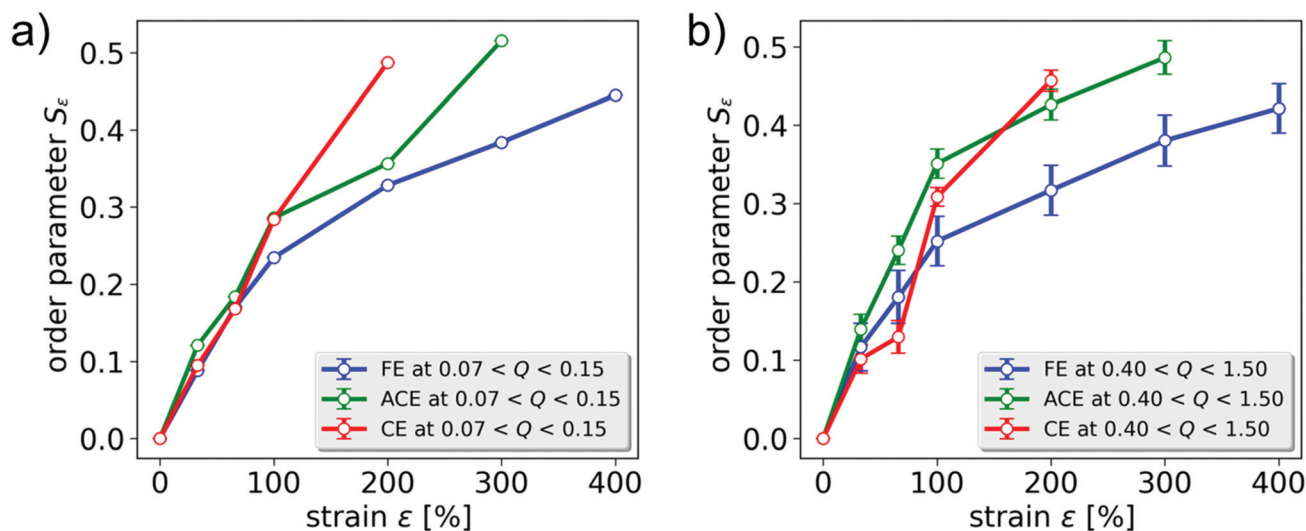 a)
order parameter Sε
0.5
0.4
0.3
0.2
0.1
0.0
FE at 0.07 < Q < 0.15
ACE at 0.07 < Q < 0.15
CE at 0.07 < Q < 0.15
0 100 200 300 400
strain ε [%]
b)
order parameter Sε
0.5
0.4
0.3
0.2
0.1
0.0
FE at 0.40 < Q < 1.50
ACE at 0.40 < Q < 1.50
CE at 0.40 < Q < 1.50
0 100 200 300 400
strain ε [%]